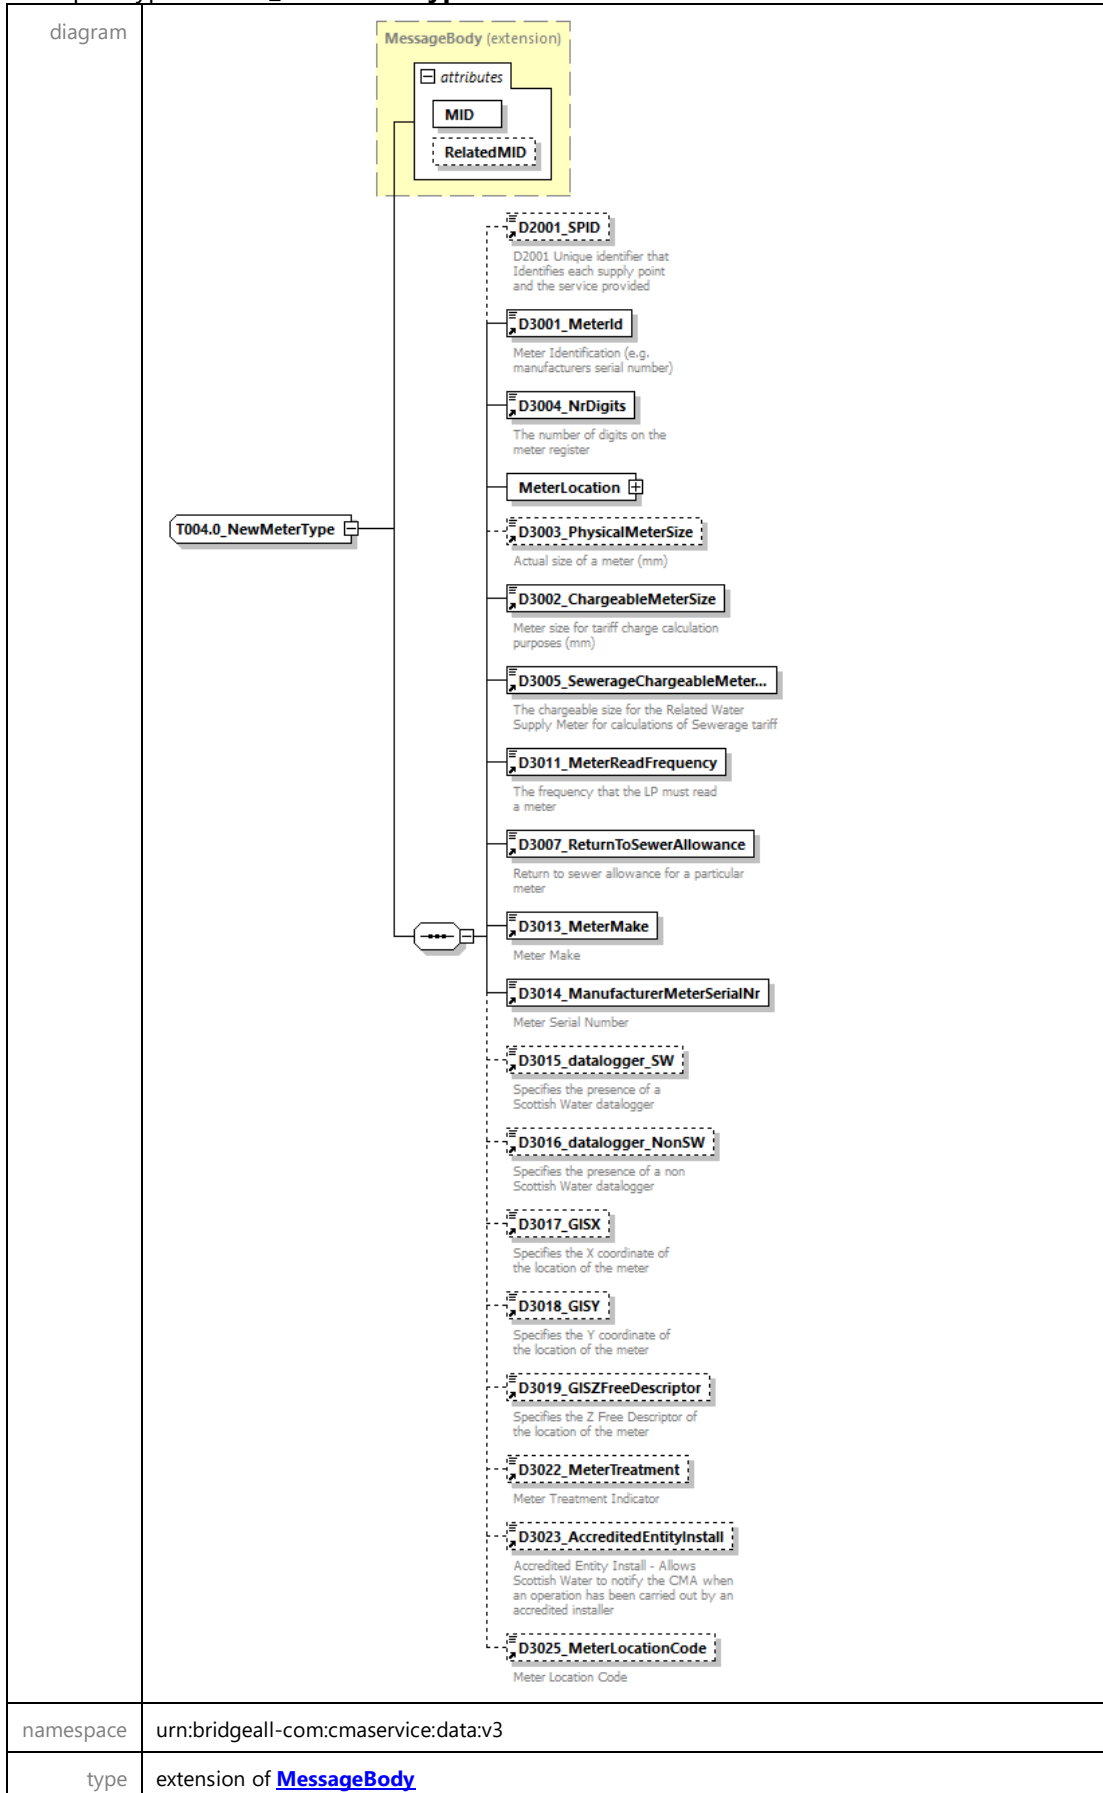 diagram
MessageBody (extension)
attributes
MID
RelatedMID
D2001_SPID
D2001 Unique identifier that
Identifies each supply point
and the service provided
D3001_MeterId
Meter Identification (e.g.
manufacturers serial number)
D3004_NrDigits
The number of digits on the
meter register
MeterLocation
T004.0_NewMeterType
D3003_PhysicalMeterSize
Actual size of a meter (mm)
D3002_ChargeableMeterSize
Meter size for tariff charge calculation
purposes (mm)
D3005_SewerageChargeableMeter...
The chargeable size for the Related Water
Supply Meter for calculations of Sewerage tariff
D3011_MeterReadFrequency
The frequency that the LP must read
a meter
D3007_ReturnToSewerAllowance
Return to sewer allowance for a particular
meter
D3013_MeterMake
Meter Make
D3014_ManufacturerMeterSerialNr
Meter Serial Number
D3015_datalogger_SW
Specifies the presence of a
Scottish Water datalogger
D3016_datalogger_NonSW
Specifies the presence of a non
Scottish Water datalogger
D3017_GISX
Specifies the X coordinate of
the location of the meter
D3018_GISY
Specifies the Y coordinate of
the location of the meter
D3019_GISZFreeDescriptor
Specifies the Z Free Descriptor of
the location of the meter
D3022_MeterTreatment
Meter Treatment Indicator
D3023_AccreditedEntityInstall
Accredited Entity Install - Allows
Scottish Water to notify the CMA when
an operation has been carried out by an
accredited installer
D3025_MeterLocationCode
Meter Location Code
namespace urn:bridgeall-com:cmaservice:data:v3
type extension of MessageBody